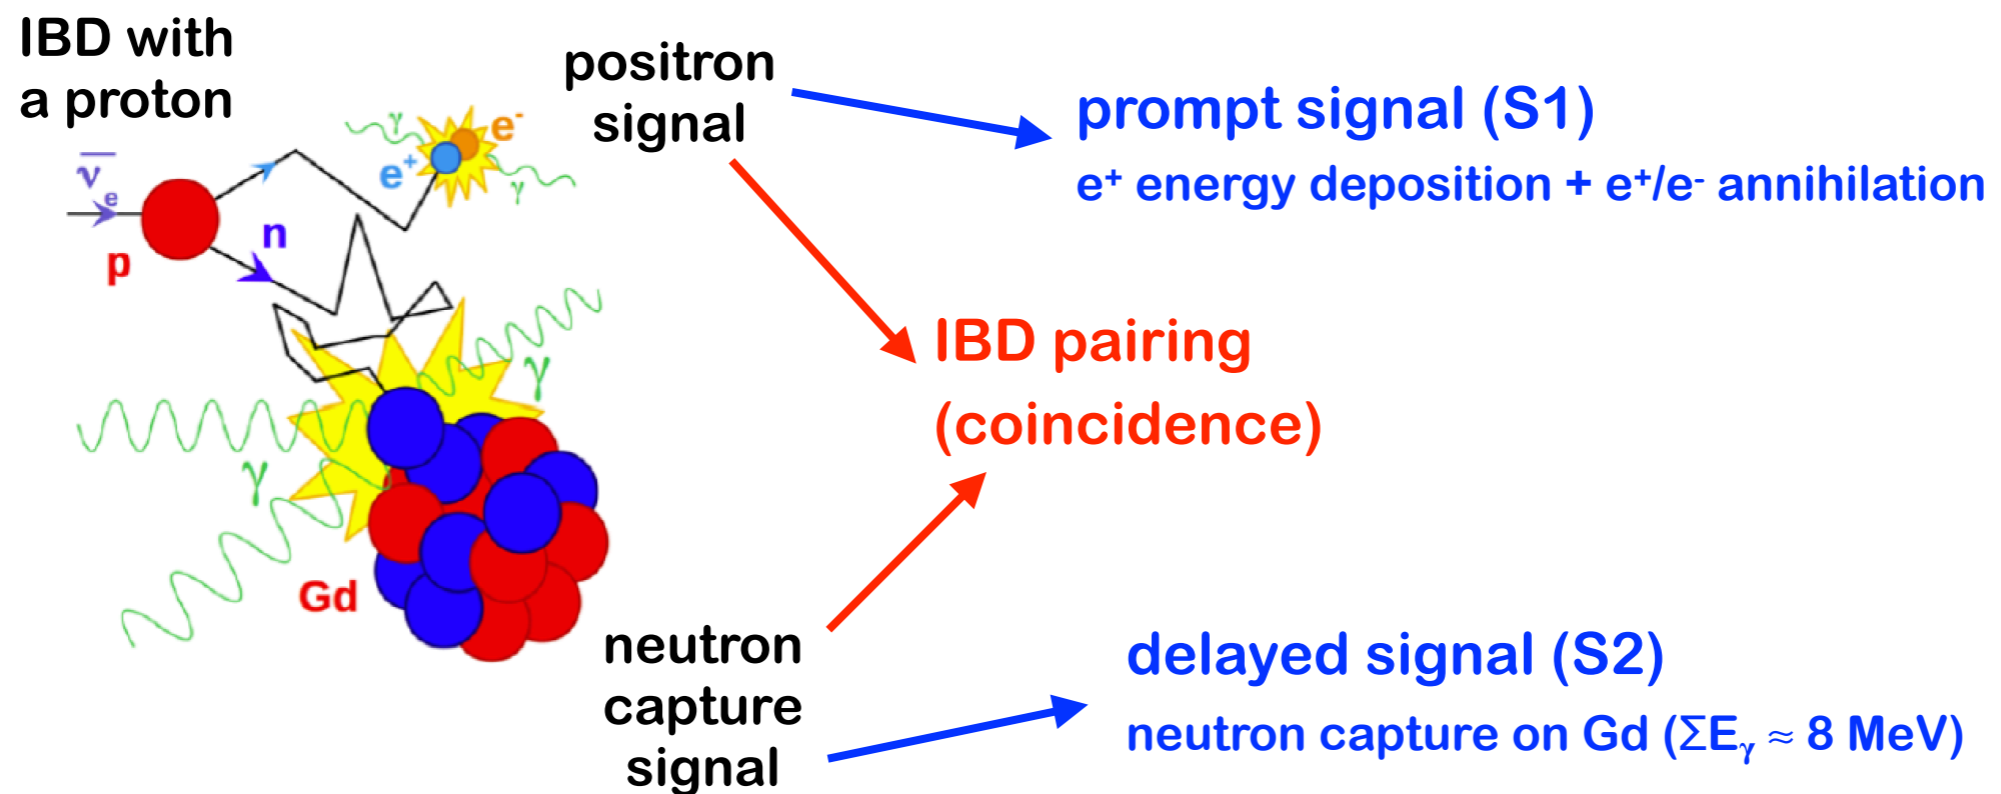 IBD with
a proton
positron
signal
prompt signal (S1)
e⁺ energy deposition + e⁺/e⁻ annihilation
γ
e⁻
e⁺
γ
ν̅ₑ
p
n
IBD pairing
(coincidence)
γ
γ
Gd
neutron
capture
signal
delayed signal (S2)
neutron capture on Gd (ΣEᵧ ≈ 8 MeV)